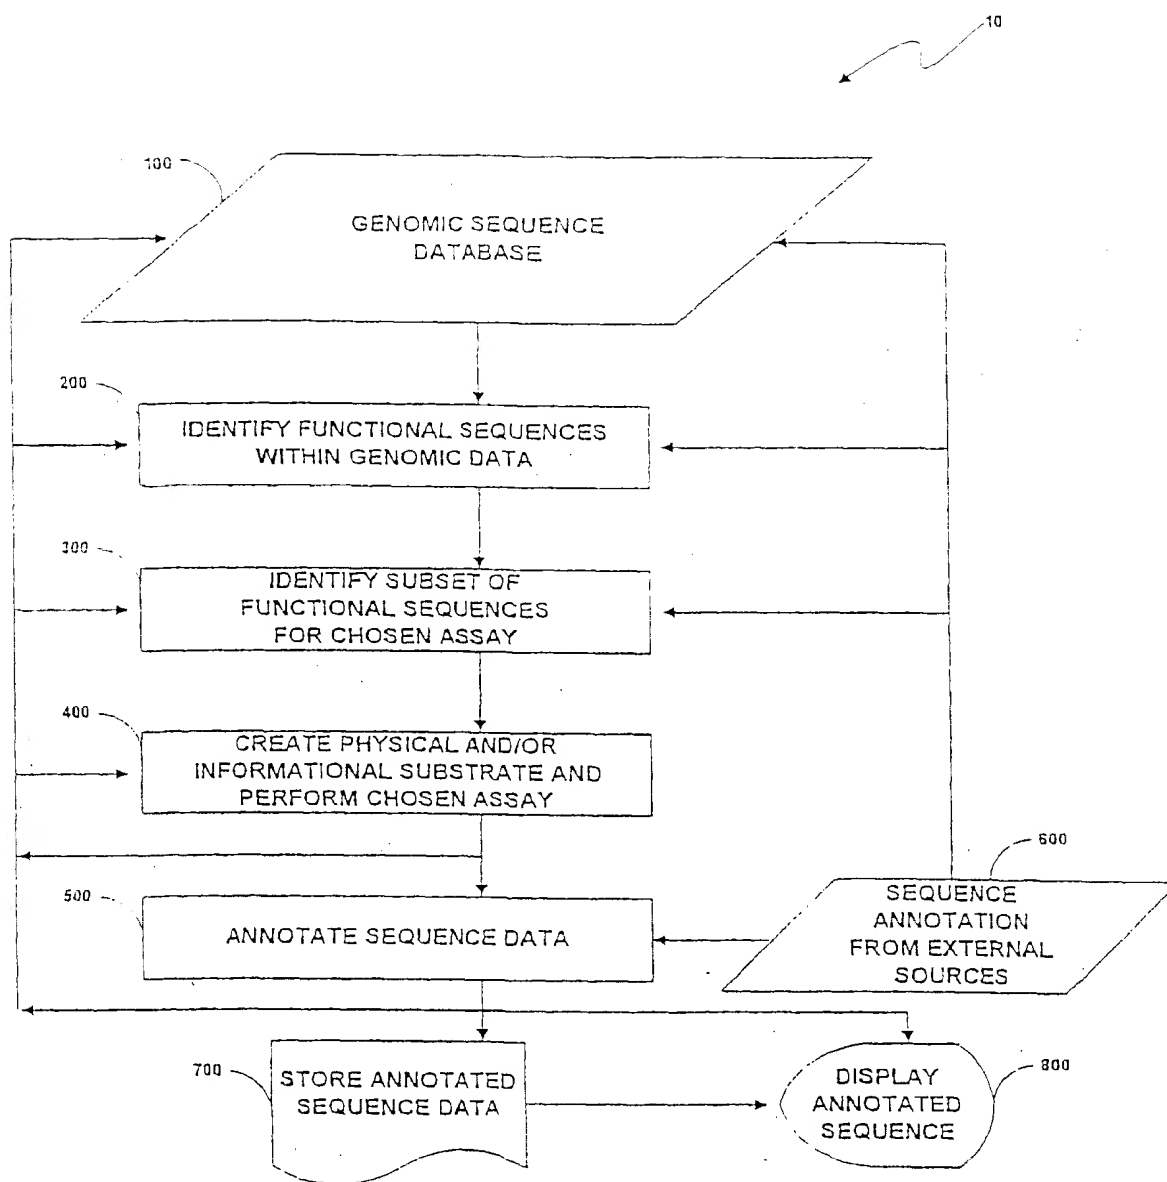 10
100
GENOMIC SEQUENCE
DATABASE
200
IDENTIFY FUNCTIONAL SEQUENCES
WITHIN GENOMIC DATA
300
IDENTIFY SUBSET OF
FUNCTIONAL SEQUENCES
FOR CHOSEN ASSAY
400
CREATE PHYSICAL AND/OR
INFORMATIONAL SUBSTRATE AND
PERFORM CHOSEN ASSAY
500
ANNOTATE SEQUENCE DATA
600
SEQUENCE
ANNOTATION
FROM EXTERNAL
SOURCES
700
STORE ANNOTATED
SEQUENCE DATA
800
DISPLAY
ANNOTATED
SEQUENCE